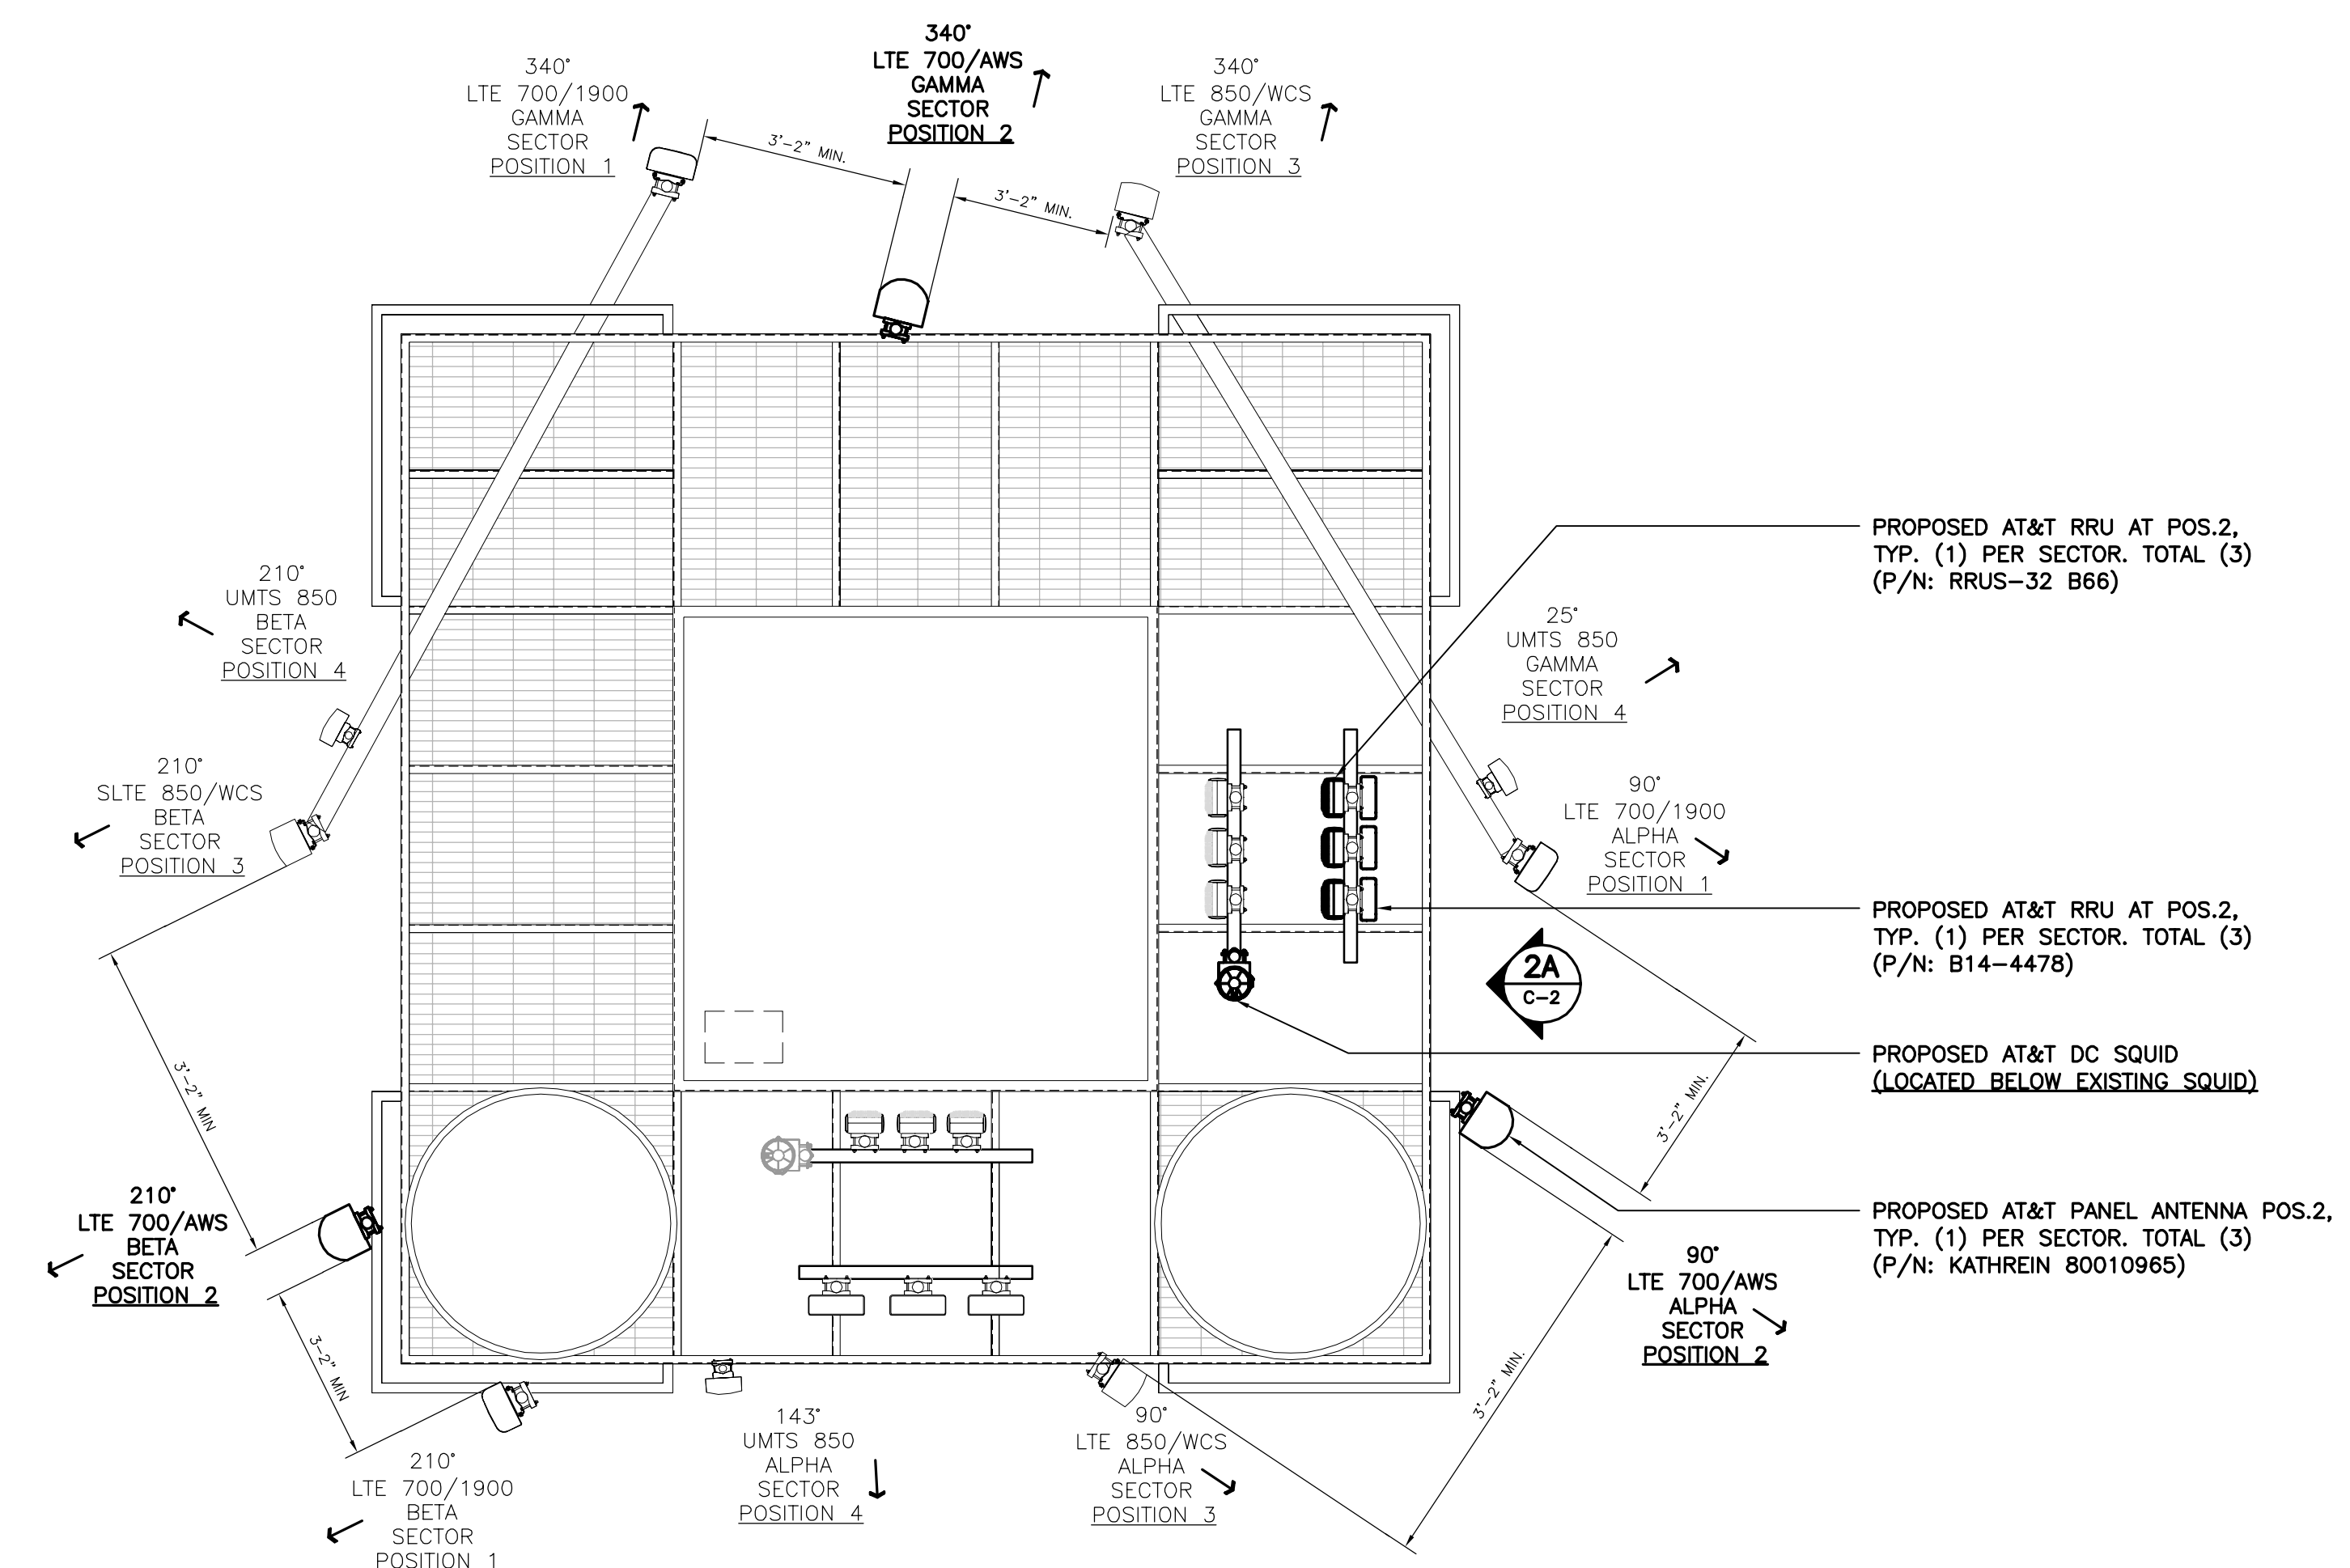 340°
LTE 700/1900
GAMMA
SECTOR
POSITION 1
340°
LTE 700/AWS
GAMMA
SECTOR
POSITION 2
340°
LTE 850/WCS
GAMMA
SECTOR
POSITION 3
3'-2" MIN.
3'-2" MIN.
210°
UMTS 850
BETA
SECTOR
POSITION 4
210°
SLTE 850/WCS
BETA
SECTOR
POSITION 3
PROPOSED AT&T RRU AT POS.2,
TYP. (1) PER SECTOR. TOTAL (3)
(P/N: RRUS-32 B66)
25°
UMTS 850
GAMMA
SECTOR
POSITION 4
90°
LTE 700/1900
ALPHA
SECTOR
POSITION 1
PROPOSED AT&T RRU AT POS.2,
TYP. (1) PER SECTOR. TOTAL (3)
(P/N: B14-4478)
2A
C-2
PROPOSED AT&T DC SQUID
(LOCATED BELOW EXISTING SQUID)
3'-2" MIN
3'-2" MIN.
PROPOSED AT&T PANEL ANTENNA POS.2,
TYP. (1) PER SECTOR. TOTAL (3)
(P/N: KATHREIN 80010965)
210°
LTE 700/AWS
BETA
SECTOR
POSITION 2
90°
LTE 700/AWS
ALPHA
SECTOR
POSITION 2
3-2" MIN
3'-2" MIN.
210°
LTE 700/1900
BETA
SECTOR
POSITION 1
143°
UMTS 850
ALPHA
SECTOR
POSITION 4
90°
LTE 850/WCS
ALPHA
SECTOR
POSITION 3